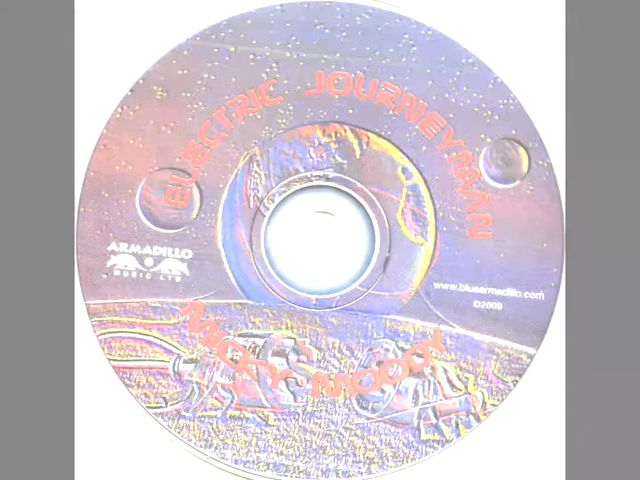 ELECTRIC JOURNEYMAN
ARMADILLO
MUSIC LTD
www.bluearmadillo.com
©2009
MICKY MOODY